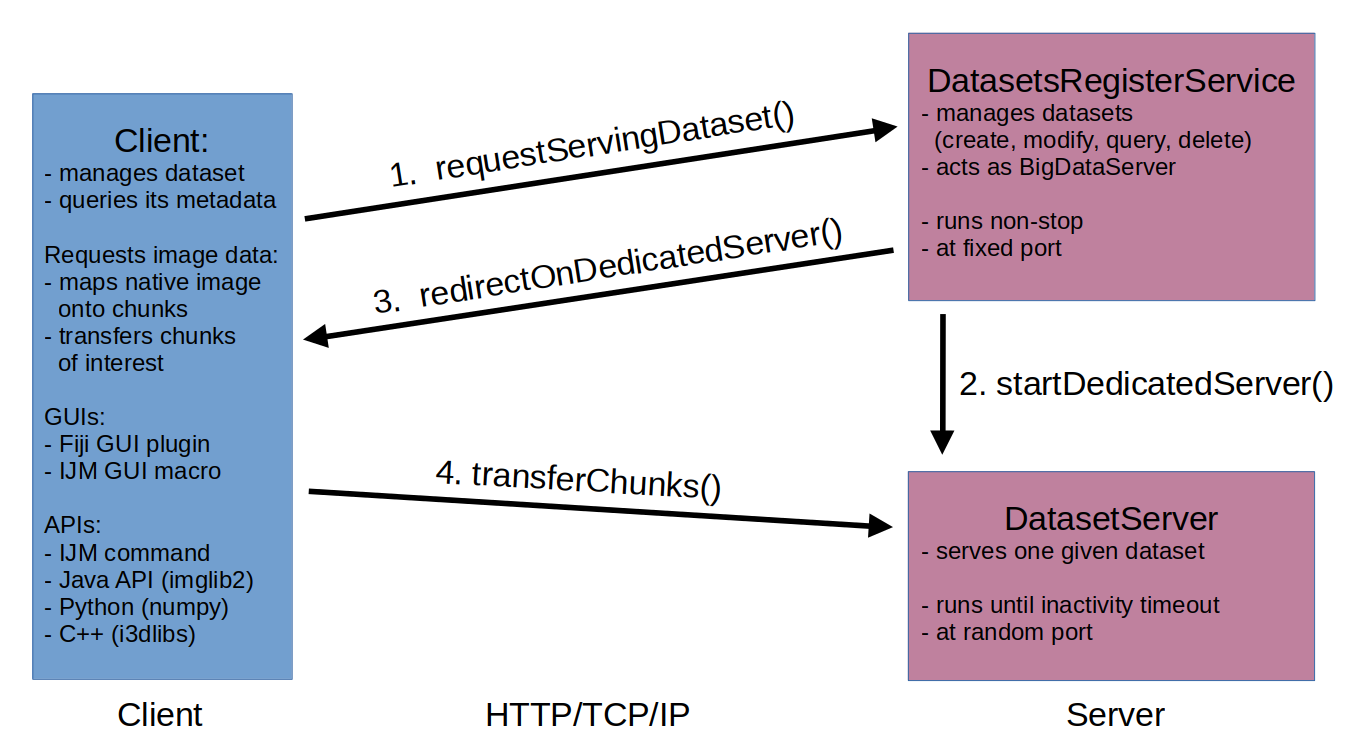 Client:
- manages dataset
- queries its metadata
Requests image data:
- maps native image
onto chunks
- transfers chunks
of interest
GUIs:
- Fiji GUI plugin
- IJM GUI macro
APIs:
- IJM command
- Java API (imglib2)
- Python (numpy)
- C++ (i3dlibs)
Client
1. requestServingDataset()
3. redirectOnDedicatedServer()
4. transferChunks()
HTTP/TCP/IP
DatasetsRegisterService
- manages datasets
(create, modify, query, delete)
- acts as BigDataServer
- runs non-stop
- at fixed port
2. startDedicatedServer()
DatasetServer
- serves one given dataset
- runs until inactivity timeout
- at random port
Server